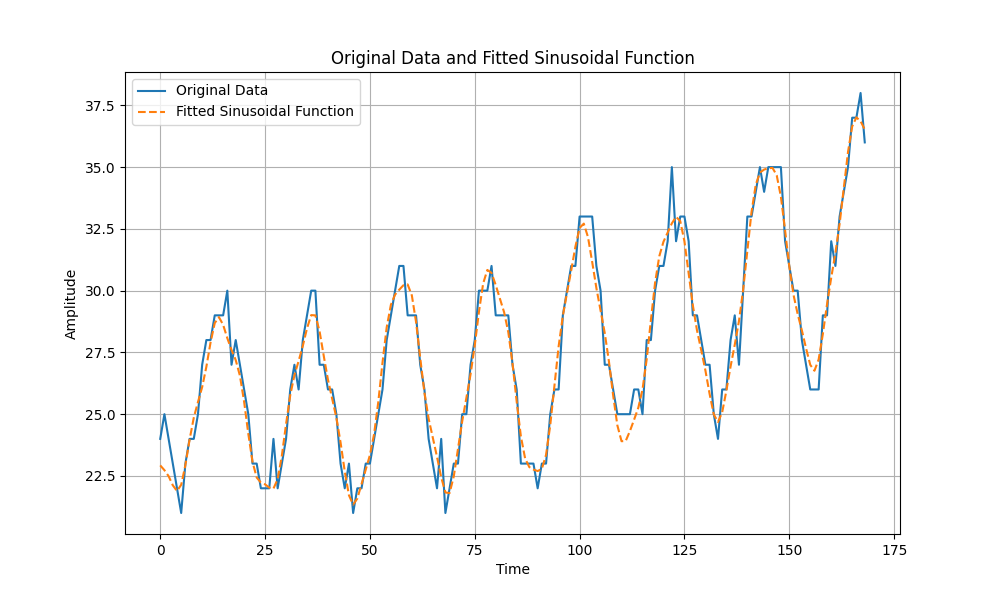 Original Data and Fitted Sinusoidal Function
Original Data
Fitted Sinusoidal Function
37.5
35.0
32.5
30.0
27.5
25.0
22.5
Amplitude
0 25 50 75 100 125 150 175
Time